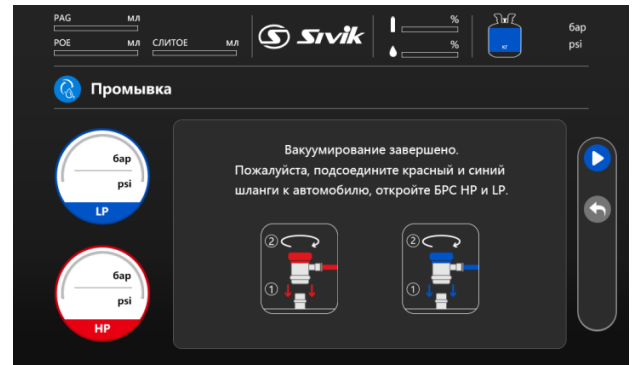 PAG мл
POE мл СЛИТОЕ мл
Sivik
%
%
кг
бар
psi
Промывка
бар
psi
LP
бар
psi
HP
Вакуумирование завершено.
Пожалуйста, подсоедините красный и синий
шланги к автомобилю, откройте БРС HP и LP.
② ②
① ①